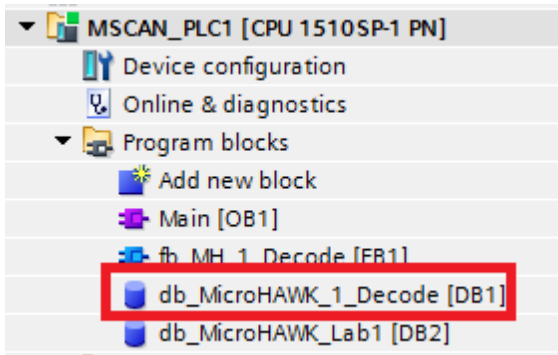 MSCAN_PLC1 [CPU 1510SP-1 PN]
Device configuration
Online & diagnostics
Program blocks
Add new block
Main [OB1]
fb_MH_1_Decode [FB1]
db_MicroHAWK_1_Decode [DB1]
db_MicroHAWK_Lab1 [DB2]